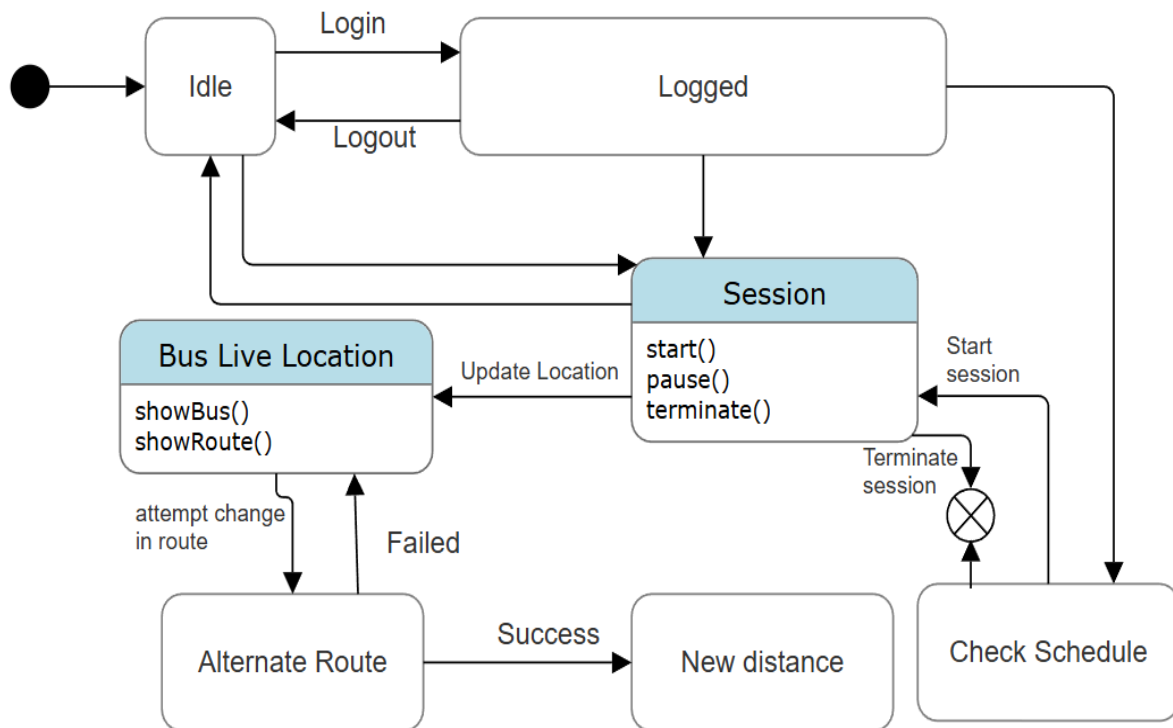 Login
Idle
Logged
Logout
Session
start()
pause()
terminate()
Start
session
Bus Live Location
showBus()
showRoute()
Update Location
Terminate
session
attempt change
in route
Failed
Alternate Route
Success
New distance
Check Schedule